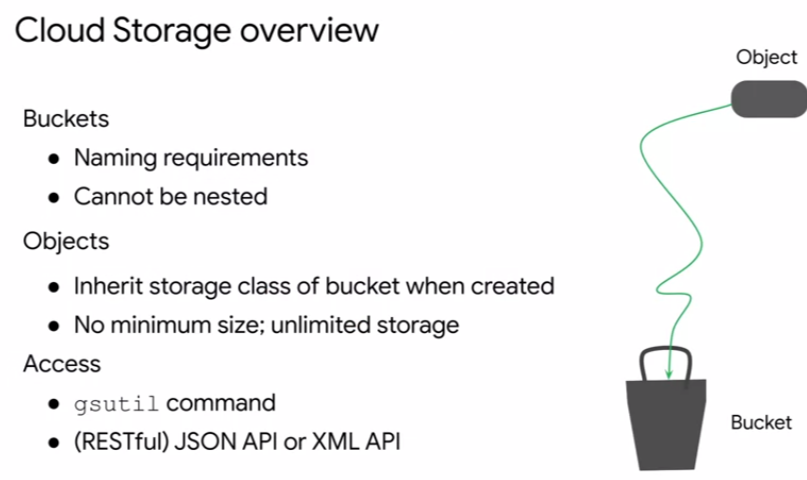 Cloud Storage overview
Object
Buckets
● Naming requirements
● Cannot be nested
Objects
● Inherit storage class of bucket when created
● No minimum size; unlimited storage
Access
● gsutil command
● (RESTful) JSON API or XML API
Bucket